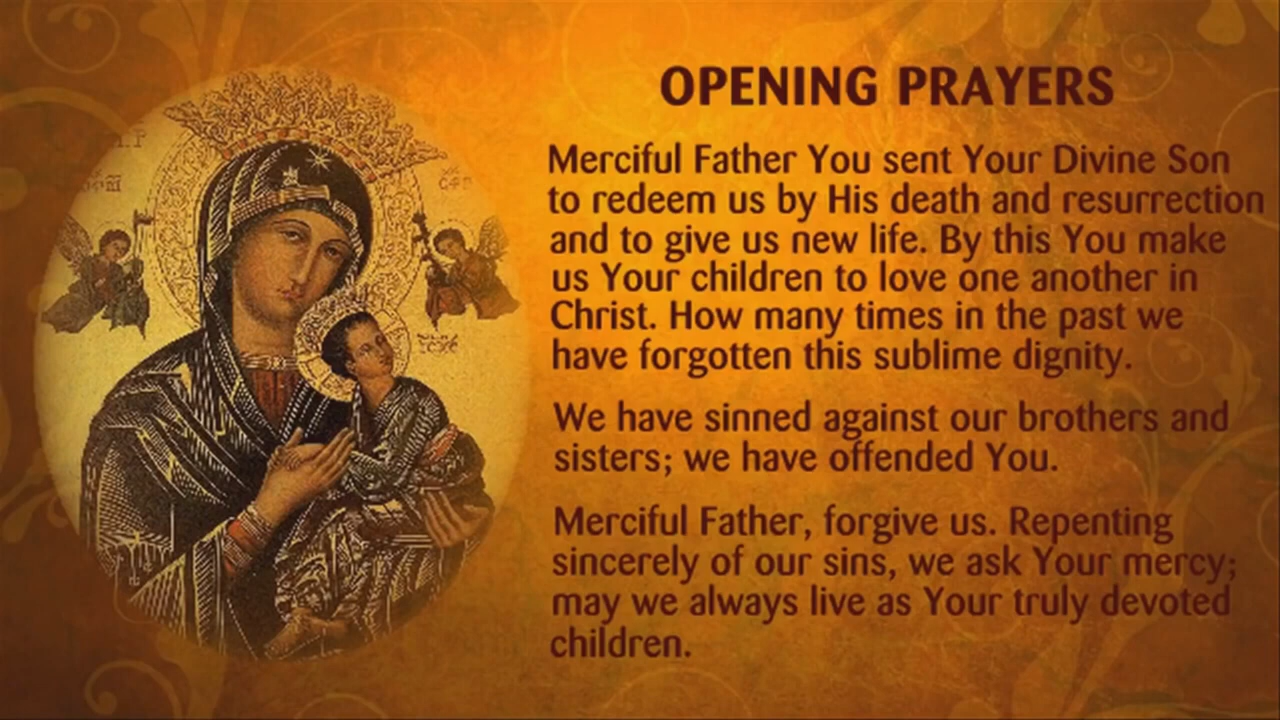 OPENING PRAYERS
Merciful Father You sent Your Divine Son
to redeem us by His death and resurrection
and to give us new life. By this You make
us Your children to love one another in
Christ. How many times in the past we
have forgotten this sublime dignity.
We have sinned against our brothers and
sisters; we have offended You.
Merciful Father, forgive us. Repenting
sincerely of our sins, we ask Your mercy;
may we always live as Your truly devoted
children.